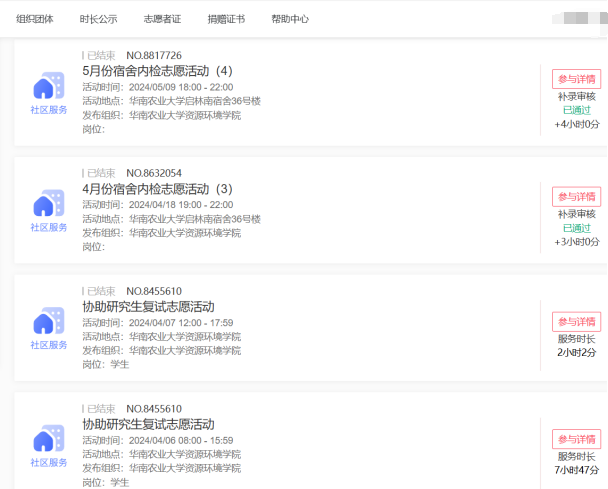 组织团体 时长公示 志愿者证 捐赠证书 帮助中心
已结束 NO.8817726
5月份宿舍内检志愿活动（4）
活动时间：2024/05/09 18:00 - 22:00
活动地点：华南农业大学启林南宿舍36号楼
发布组织：华南农业大学资源环境学院
岗位：
社区服务
参与详情
补录审核
已通过
+4小时0分
已结束 NO.8632054
4月份宿舍内检志愿活动（3）
活动时间：2024/04/18 19:00 - 22:00
活动地点：华南农业大学启林南宿舍36号楼
发布组织：华南农业大学资源环境学院
岗位：
社区服务
参与详情
补录审核
已通过
+3小时0分
已结束 NO.8455610
协助研究生复试志愿活动
活动时间：2024/04/07 12:00 - 17:59
活动地点：华南农业大学资源环境学院
发布组织：华南农业大学资源环境学院
岗位：学生
社区服务
参与详情
服务时长
2小时2分
已结束 NO.8455610
协助研究生复试志愿活动
活动时间：2024/04/06 08:00 - 15:59
活动地点：华南农业大学资源环境学院
发布组织：华南农业大学资源环境学院
岗位：学生
社区服务
参与详情
服务时长
7小时47分